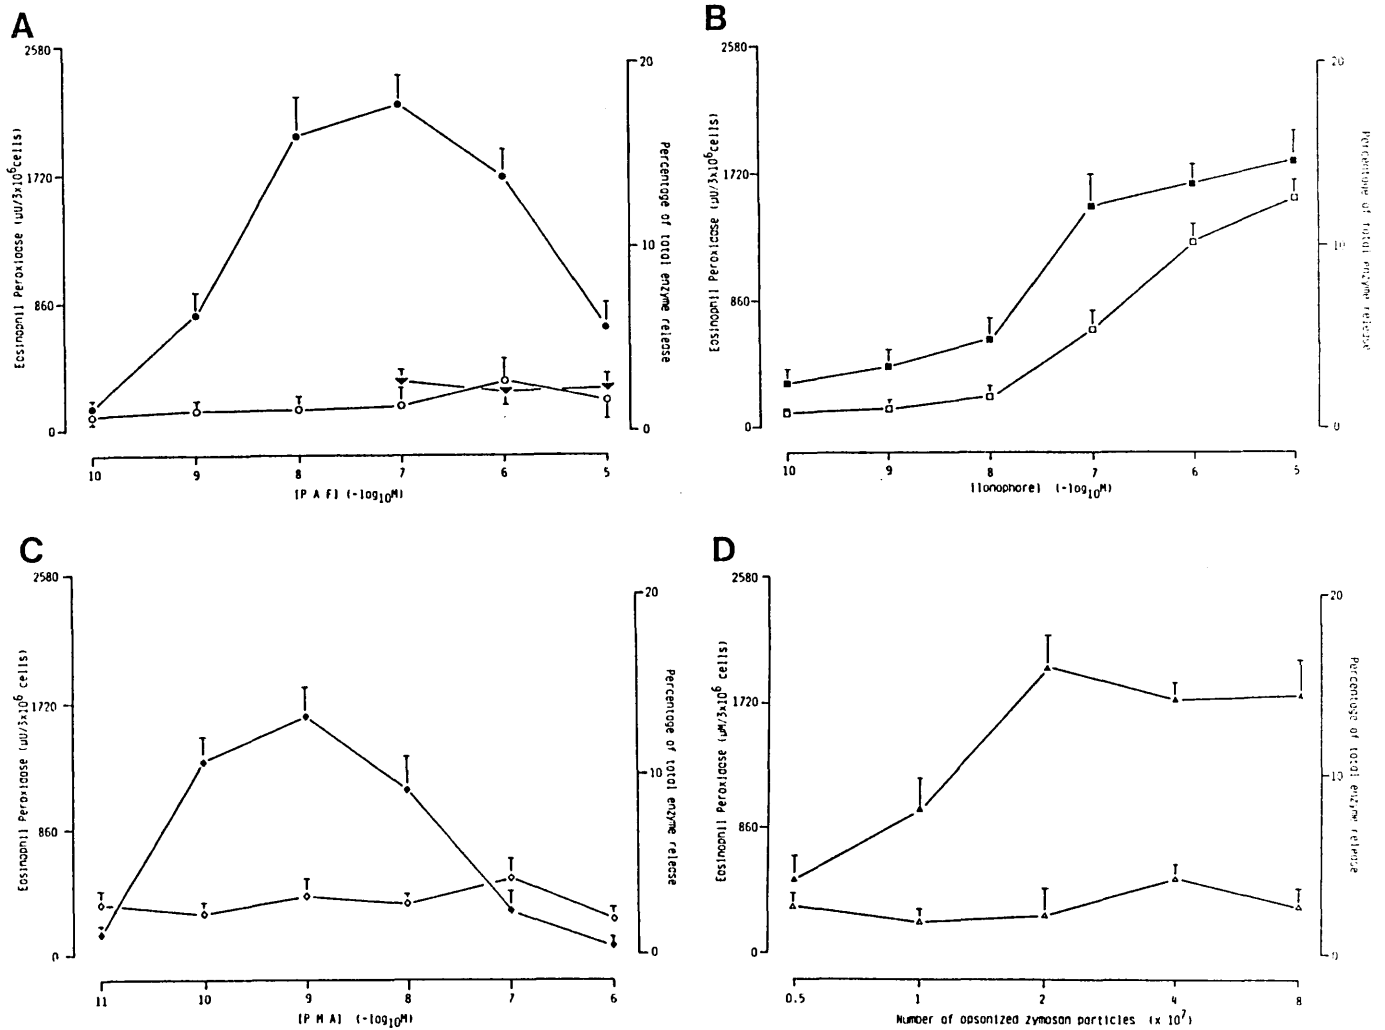 A
2580
1720
860
0
Eosinophil Peroxidase (µU/3x10⁶cells)
20
10
0
Percentage of total enzyme release
10 9 8 7 6 5
[P A F] (-log₁₀M)
B
2580
1720
860
0
Eosinophil Peroxidase (µU/3x10⁶cells)
20
10
0
Percentage of total enzyme release
10 9 8 7 6 5
[Ionophore] (-log₁₀M)
C
2580
1720
860
0
Eosinophil Peroxidase (µU/3x10⁶ cells)
20
10
0
Percentage of total enzyme release
11 10 9 8 7 6
[P M A] (-log₁₀M)
D
2580
1720
860
0
Eosinophil Peroxidase (µM/3x10⁶ cells)
20
10
0
Percentage of total enzyme release
0.5 1 2 4 8
Number of opsonized zymosan particles (x 10⁷)